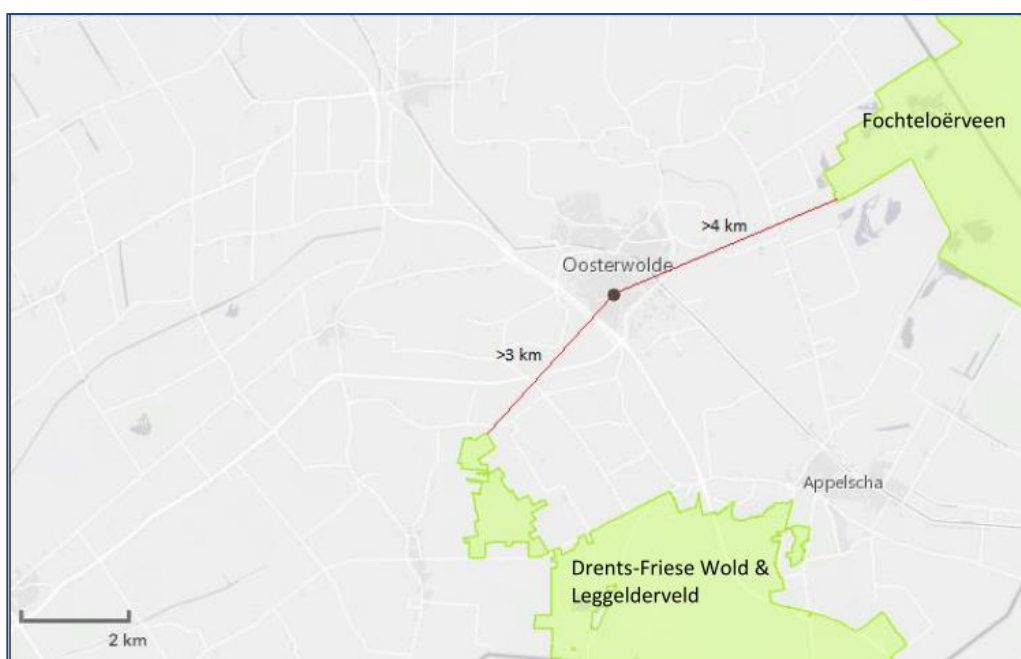 Fochteloërveen
>4 km
Oosterwolde
>3 km
Appelscha
Drents-Friese Wold &
Leggelderveld
2 km